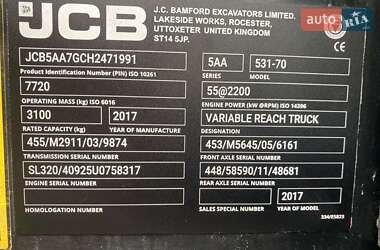 JCB
J.C. BAMFORD EXCAVATORS LIMITED.
LAKESIDE WORKS, ROCESTER,
UTTOXETER UNITED KINGDOM
ST14 5JP.
RIA
JCB5AA7GCH2471991
Product Identification Number (PIN) ISO 10261
5AA
SERIES
531-70
MODEL
7720
OPERATING MASS (kg) ISO 6016
55@2200
ENGINE POWER (kW @RPM) ISO 14396
3100
RATED CAPACITY (kg)
2017
YEAR OF MANUFACTURE
VARIABLE REACH TRUCK
DESIGNATION
455/M2911/03/9874
TRANSMISSION SERIAL NUMBER
453/M5645/05/6161
FRONT AXLE SERIAL NUMBER
SL320/40925U0758317
ENGINE SERIAL NUMBER
448/58590/11/48681
REAR AXLE SERIAL NUMBER
HOMOLOGATION NUMBER
SALES SPECIAL NUMBER
2017
MODEL YEAR
334/E5823